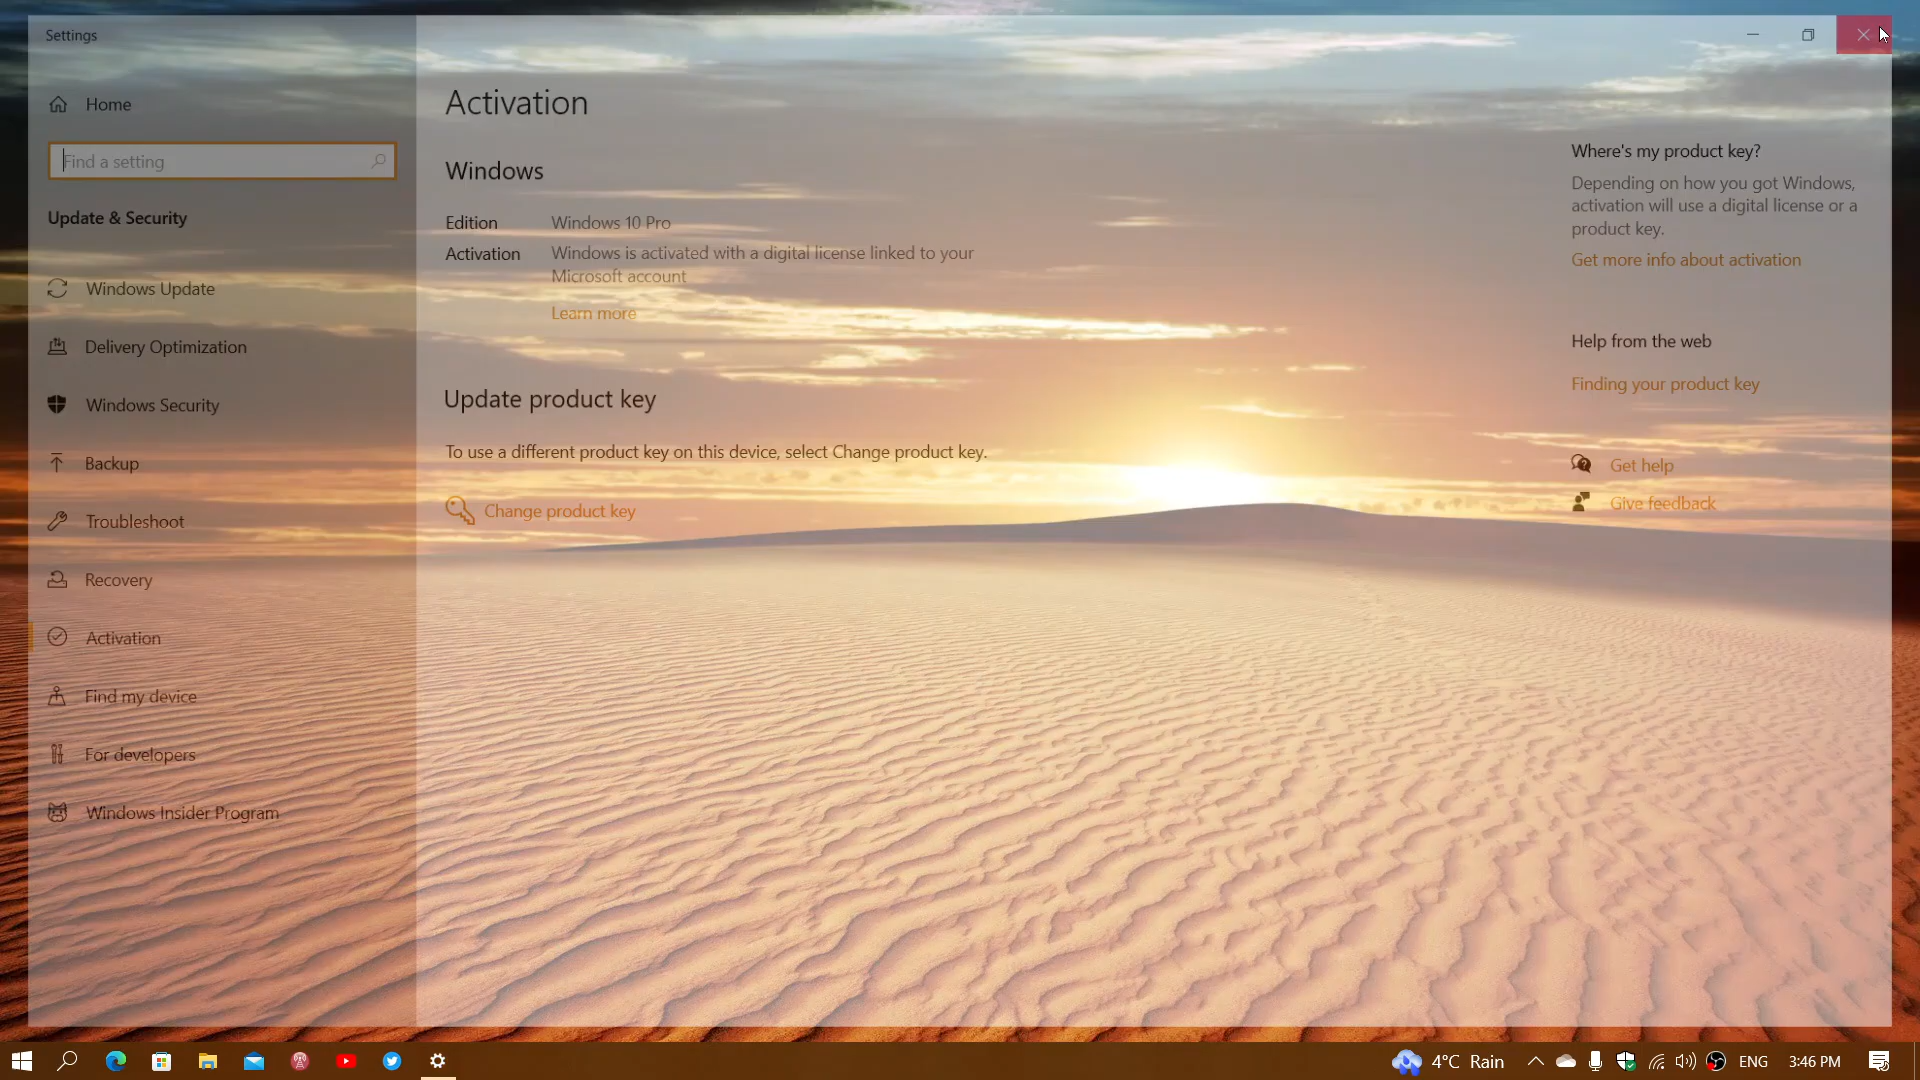 Settings
Home
Find a setting
Update & Security
Windows Update
Delivery Optimization
Windows Security
Backup
Troubleshoot
Recovery
Activation
Find my device
For developers
Windows Insider Program
Activation
Windows
Edition Windows 10 Pro
Activation Windows is activated with a digital license linked to your
Microsoft account
Learn more
Update product key
To use a different product key on this device, select Change product key.
Change product key
Where's my product key?
Depending on how you got Windows,
activation will use a digital license or a
product key.
Get more info about activation
Help from the web
Finding your product key
Get help
Give feedback
4°C Rain
ENG
3:46 PM